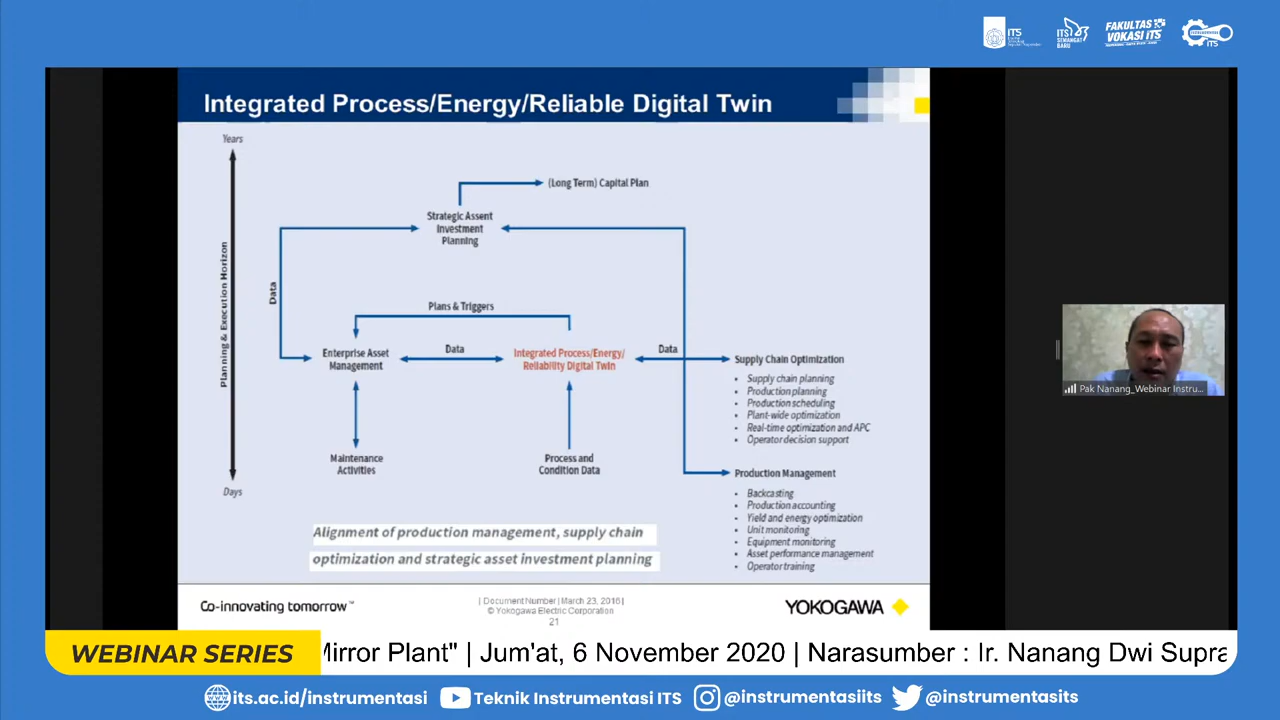 ITS
ITS
SEMANGAT
BARU
FAKULTAS
VOKASI ITS
ITS
Integrated Process/Energy/Reliable Digital Twin
Years
(Long Term) Capital Plan
Strategic Assent
Investment
Planning
Planning & Execution Horizon
Data
Plans & Triggers
Enterprise Asset
Management
Data
Integrated Process/Energy/
Reliability Digital Twin
Data
Supply Chain Optimization
• Supply chain planning
• Production planning
• Production scheduling
• Plant-wide optimization
• Real-time optimization and APC
• Operator decision support
Maintenance
Activities
Process and
Condition Data
Production Management
• Backcasting
• Production accounting
• Yield and energy optimization
• Unit monitoring
• Equipment monitoring
• Asset performance management
• Operator training
Days
Alignment of production management, supply chain
optimization and strategic asset investment planning
Co-innovating tomorrow™
| Document Number | March 23, 2016 |
© Yokogawa Electric Corporation
21
YOKOGAWA
Pak Nanang_Webinar Instru...
WEBINAR SERIES
Mirror Plant" | Jum'at, 6 November 2020 | Narasumber : Ir. Nanang Dwi Supra
its.ac.id/instrumentasi
Teknik Instrumentasi ITS
@instrumentasiits
@instrumentasits